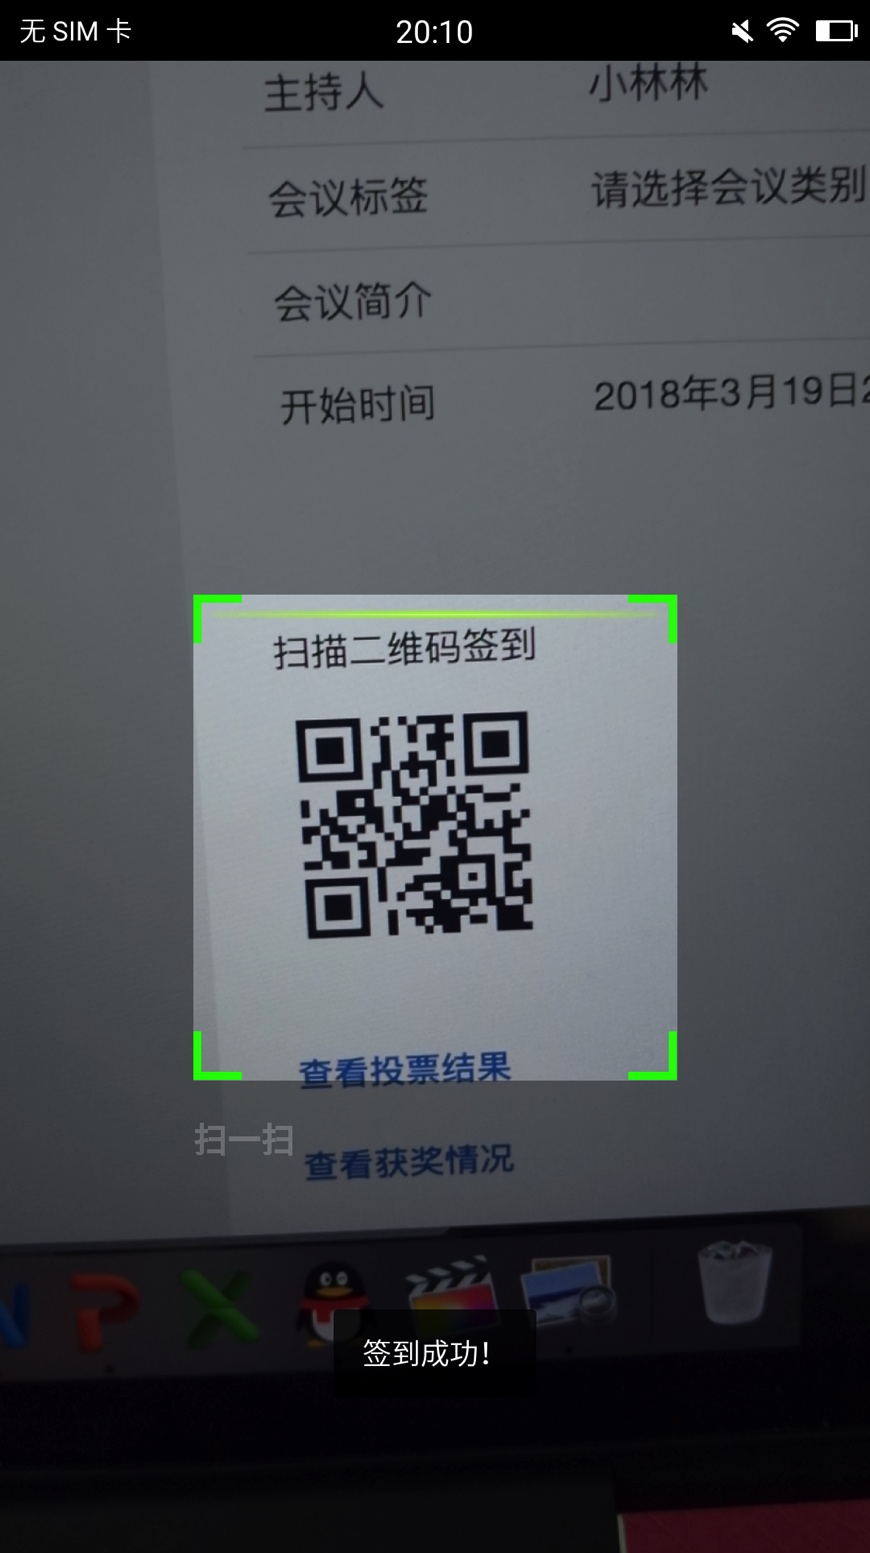 无 SIM 卡 20:10
主持人 小林林
会议标签 请选择会议类别
会议简介
开始时间 2018年3月19日2
扫描二维码签到
查看投票结果
扫一扫
查看获奖情况
签到成功!